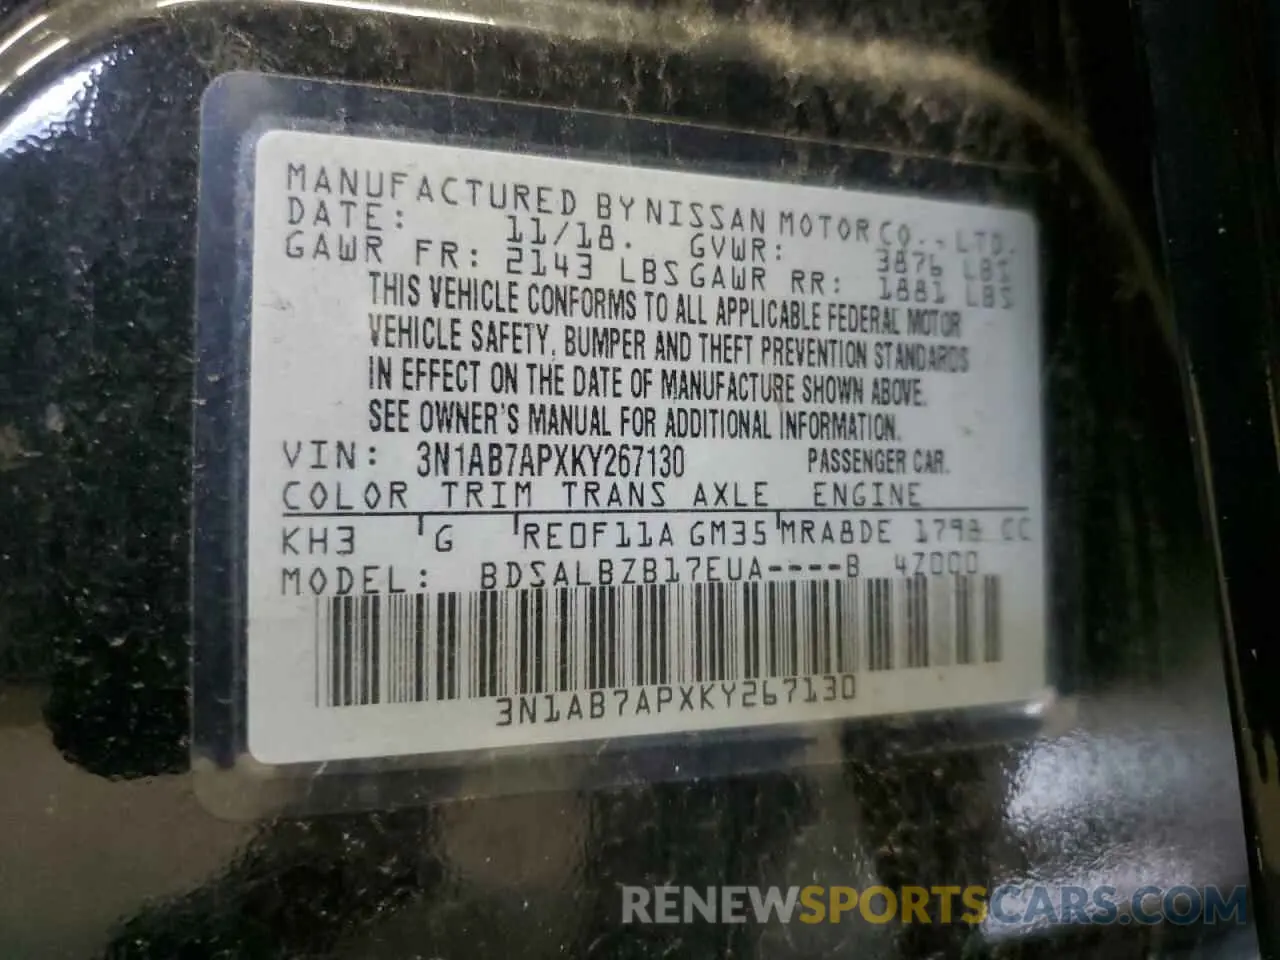 MANUFACTURED BY NISSAN MOTOR CO., LTD.
DATE: 11/18. GVWR: 3876 LBS
GAWR FR: 2143 LBS GAWR RR: 1881 LBS
THIS VEHICLE CONFORMS TO ALL APPLICABLE FEDERAL MOTOR
VEHICLE SAFETY, BUMPER AND THEFT PREVENTION STANDARDS
IN EFFECT ON THE DATE OF MANUFACTURE SHOWN ABOVE.
SEE OWNER'S MANUAL FOR ADDITIONAL INFORMATION.
VIN: 3N1AB7APXKY267130 PASSENGER CAR.
COLOR TRIM TRANS AXLE ENGINE
KH3 G RE0F11A GM35 MRA8DE 1798 CC
MODEL: BDSALBZB17EUA----B 4Z000
3N1AB7APXKY267130
RENEWSPORTSCARS.COM